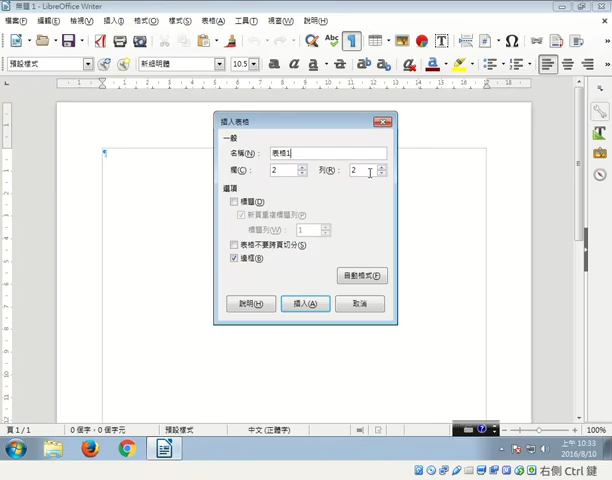 無題 1 - LibreOffice Writer
檔案(F) 編輯(E) 檢視(V) 插入(I) 格式(O) 樣式(S) 表格(A) 工具(T) 視窗(W) 說明(H)
預設樣式 新細明體 10.5
插入表格
一般
名稱(N)： 表格1
欄(C)： 2 列(R)： 2
選項
標題(D)
新頁重複標題列(P)
標題列(W)： 1
表格不要跨頁切分(S)
邊框(B)
自動格式(F)
說明(H) 插入(A) 取消
頁 1 / 1 0 個字，0 個字元 預設樣式 中文 (正體字) 100%
上午 10:33
2016/8/10
右側 Ctrl 鍵